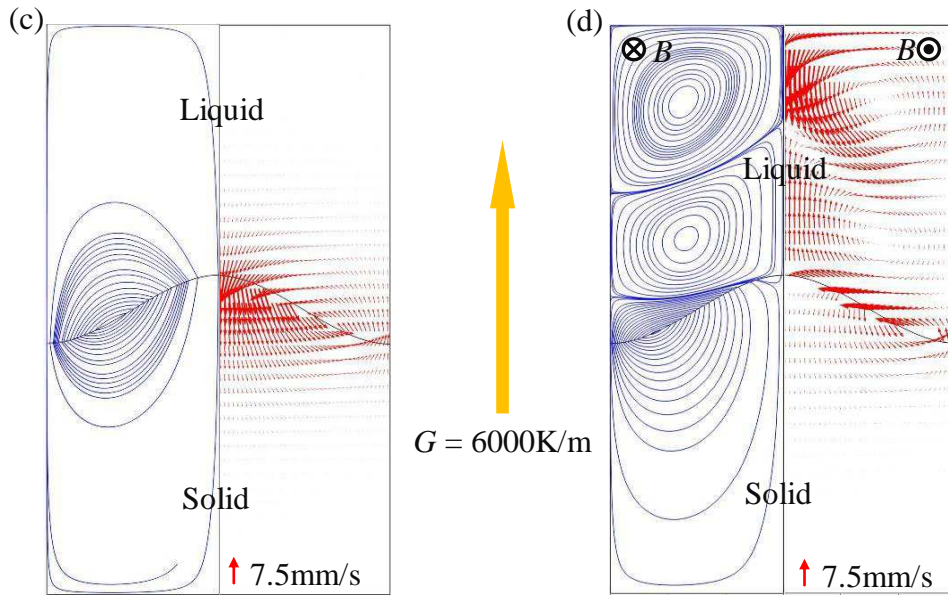 (c)
Liquid
Solid
7.5mm/s
G = 6000K/m
(d)
B
B
Liquid
Solid
7.5mm/s